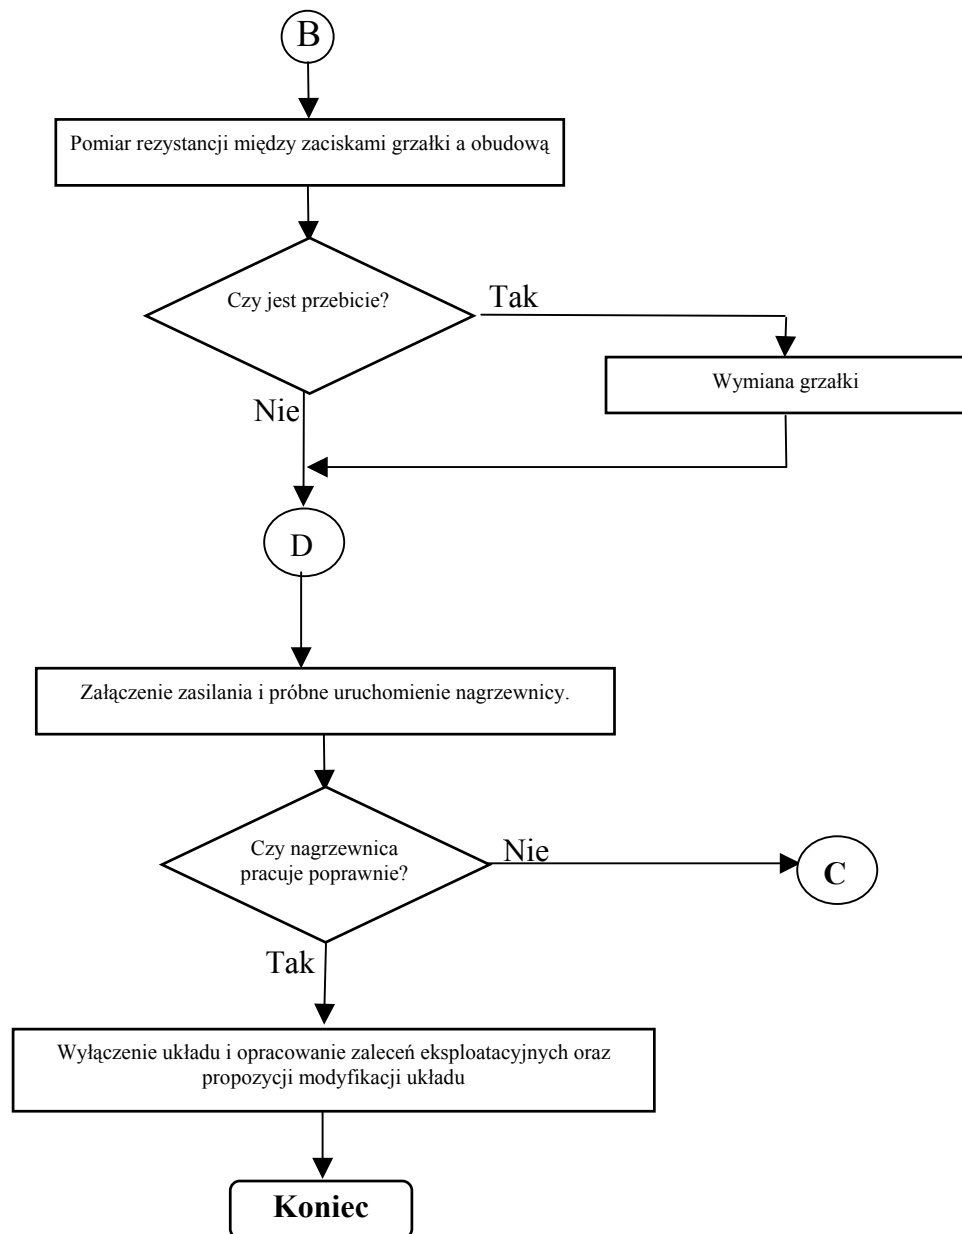 B
Pomiar rezystancji między zaciskami grzałki a obudową
Czy jest przebicie?
Tak
Wymiana grzałki
Nie
D
Załączenie zasilania i próbne uruchomienie nagrzewnicy.
Czy nagrzewnica
pracuje poprawnie?
Nie
C
Tak
Wyłączenie układu i opracowanie zaleceń eksploatacyjnych oraz
propozycji modyfikacji układu
Koniec